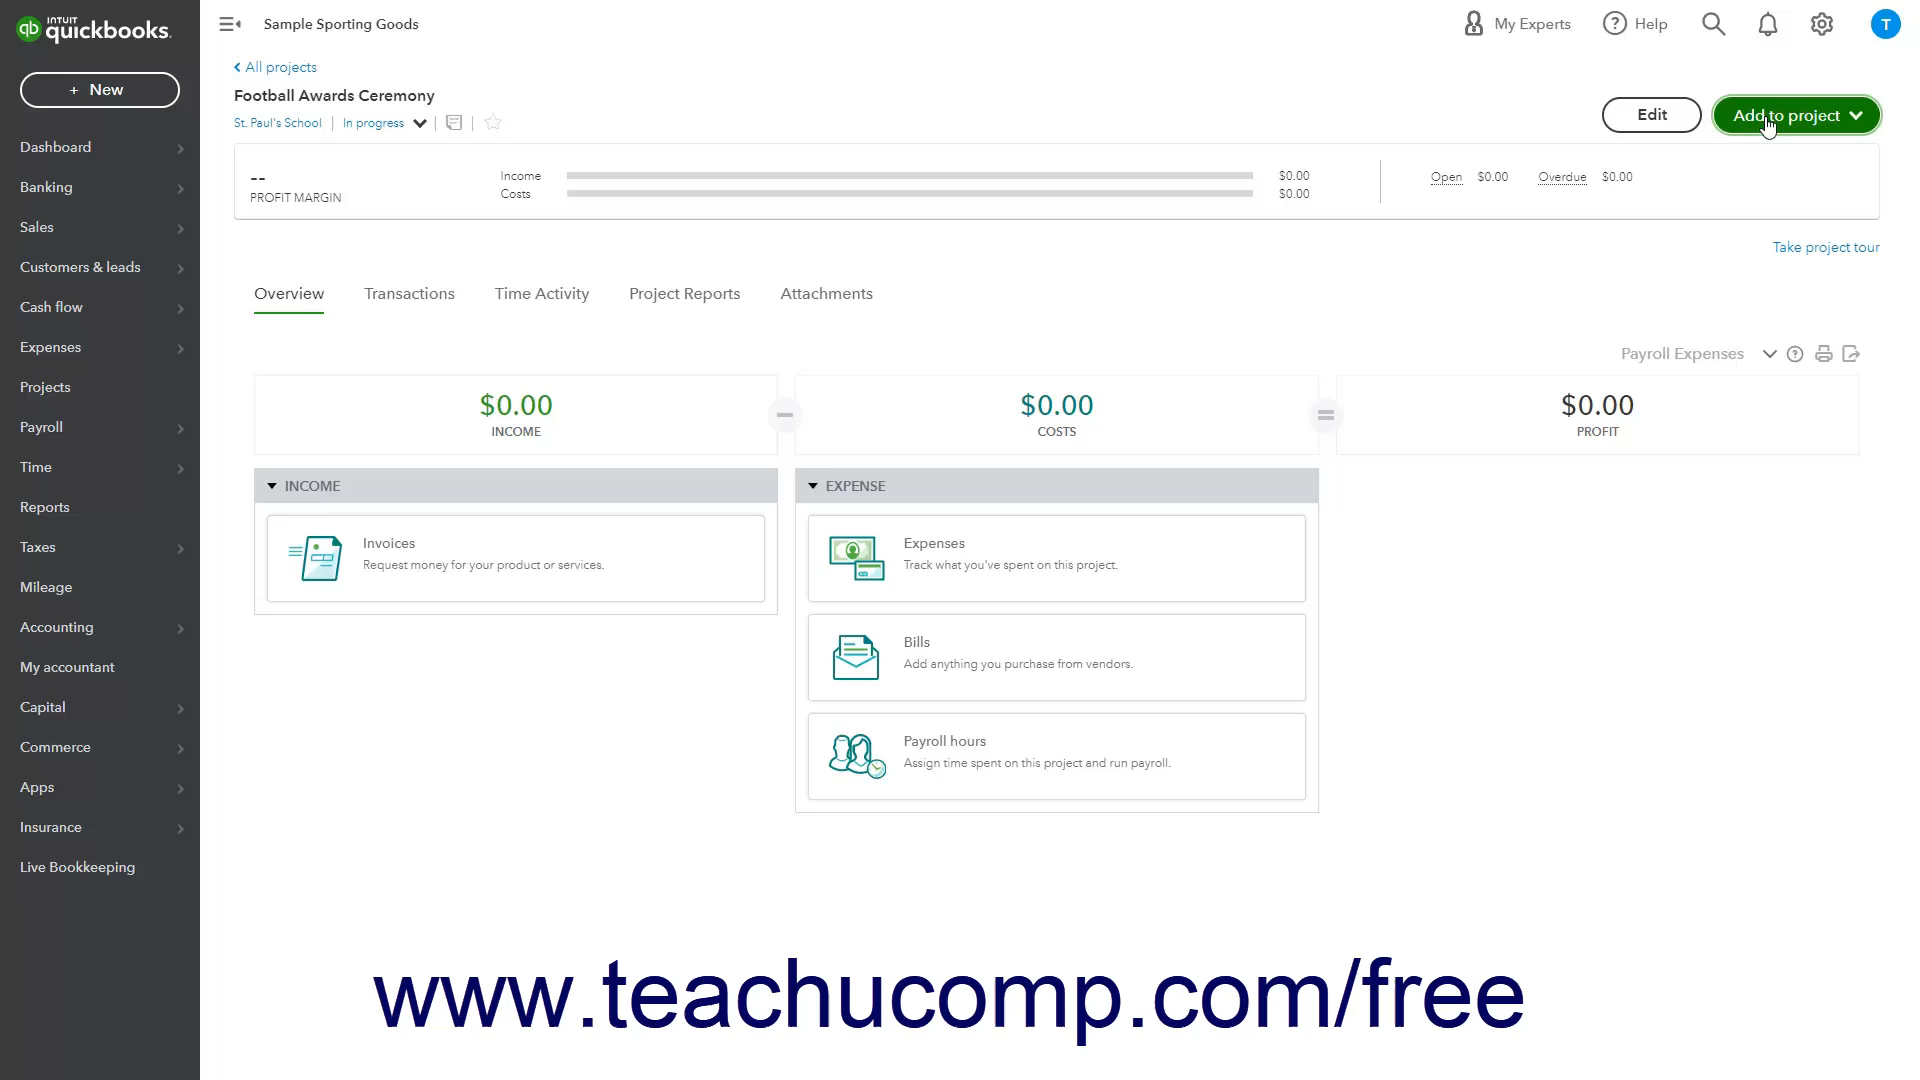 INTUIT
qb quickbooks.
+ New
Dashboard
Banking
Sales
Customers & leads
Cash flow
Expenses
Projects
Payroll
Time
Reports
Taxes
Mileage
Accounting
My accountant
Capital
Commerce
Apps
Insurance
Live Bookkeeping
Sample Sporting Goods
My Experts
Help
T
All projects
Football Awards Ceremony
St. Paul's School | In progress
Edit
Add to project
--
PROFIT MARGIN
Income $0.00
Costs $0.00
Open $0.00 Overdue $0.00
Take project tour
Overview Transactions Time Activity Project Reports Attachments
Payroll Expenses
$0.00
INCOME
$0.00
COSTS
$0.00
PROFIT
INCOME
Invoices
Request money for your product or services.
EXPENSE
Expenses
Track what you've spent on this project.
Bills
Add anything you purchase from vendors.
Payroll hours
Assign time spent on this project and run payroll.
www.teachucomp.com/free